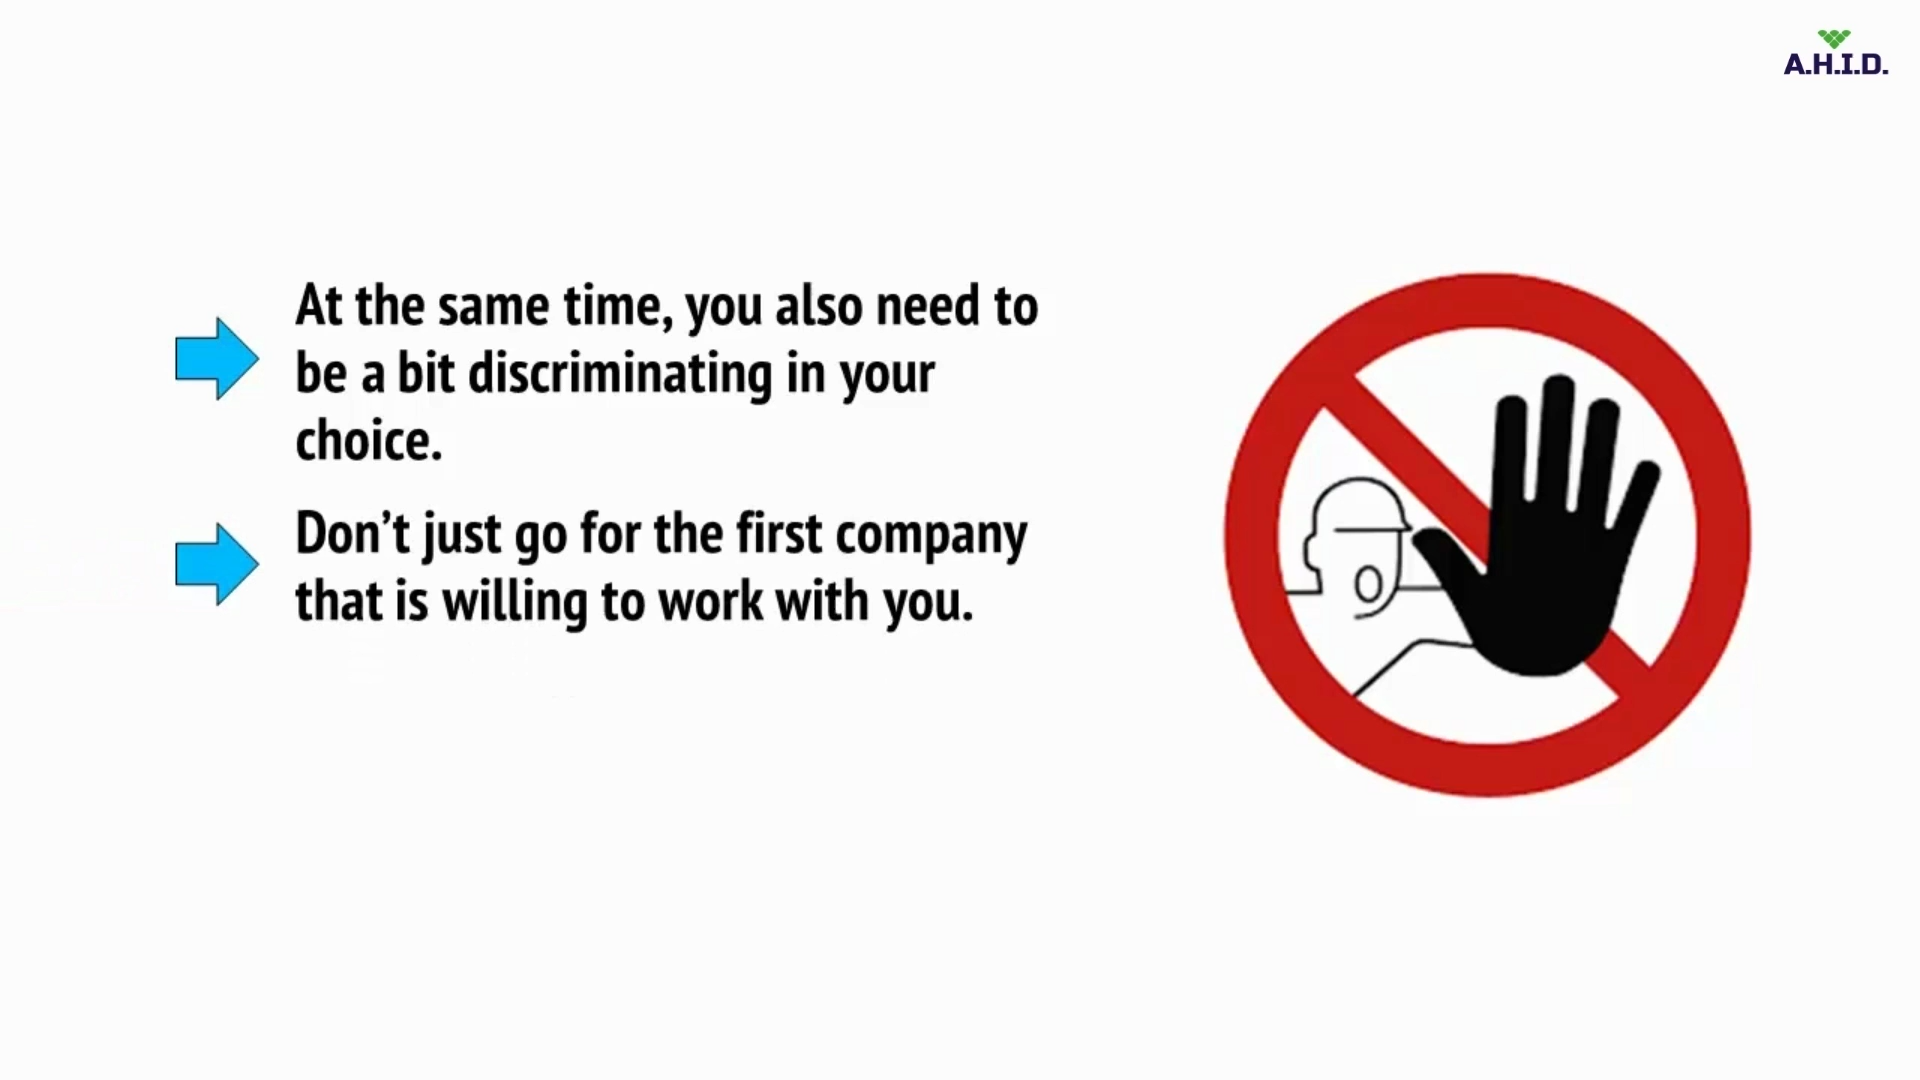 A.H.I.D.
At the same time, you also need to
be a bit discriminating in your
choice.
Don’t just go for the first company
that is willing to work with you.